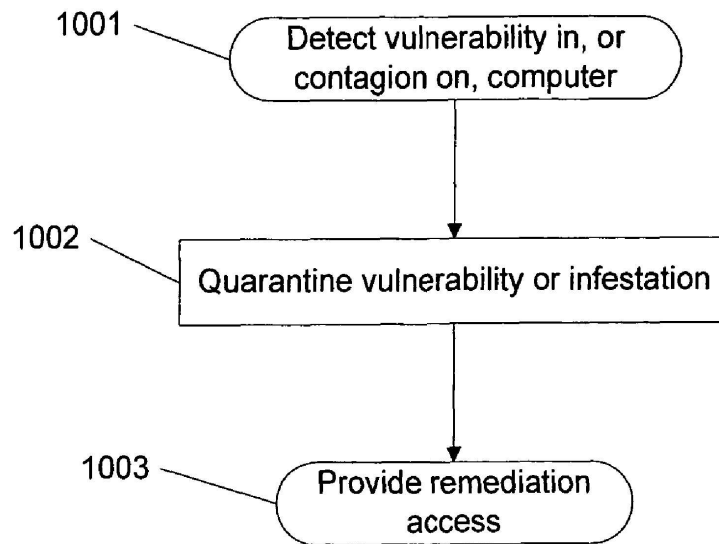 1001
Detect vulnerability in, or
contagion on, computer
1002
Quarantine vulnerability or infestation
1003
Provide remediation
access